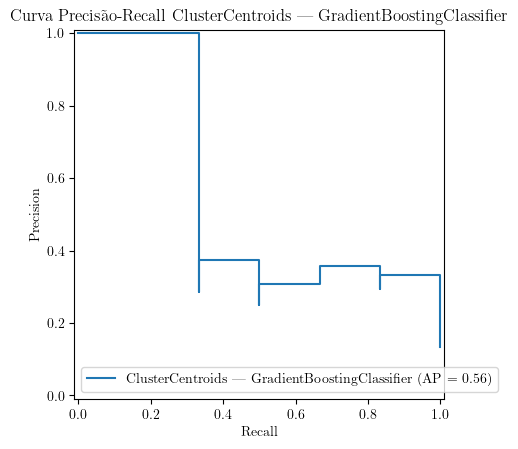 Curva Precisão-Recall ClusterCentroids — GradientBoostingClassifier
1.0
0.8
0.6
0.4
0.2
0.0
Precision
ClusterCentroids — GradientBoostingClassifier (AP = 0.56)
0.0 0.2 0.4 0.6 0.8 1.0
Recall